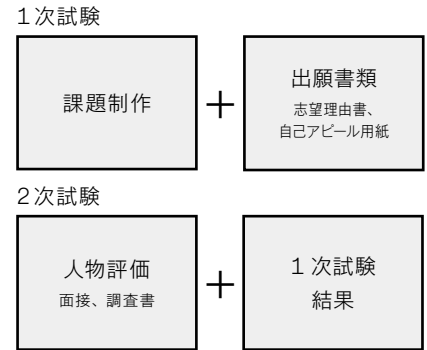 １次試験
課題制作
＋
出願書類
志望理由書、
自己アピール用紙
２次試験
人物評価
面接、調査書
＋
１次試験
結果